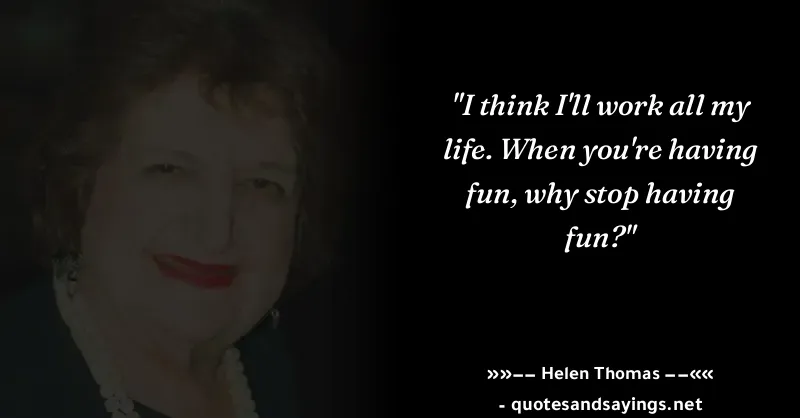 "I think I'll work all my
life. When you're having
fun, why stop having
fun?"
»»−− Helen Thomas −−««
- quotesandsayings.net